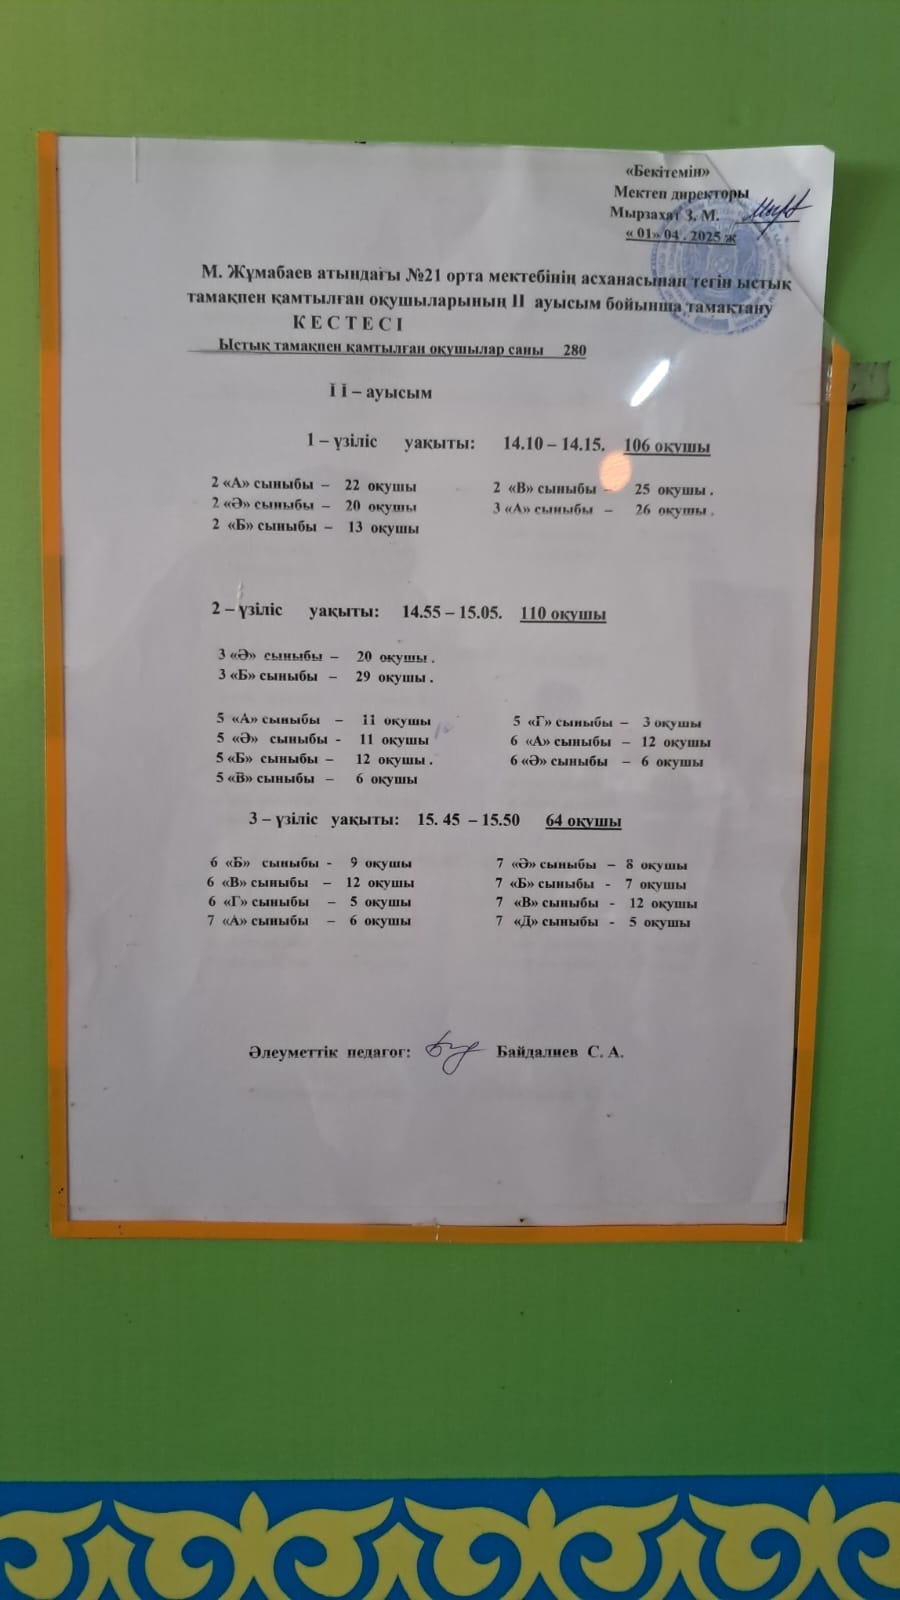 «Бекітемін»
Мектеп директоры
Мырзахат З. М.
« 01» 04 . 2025 ж
М. Жұмабаев атындағы №21 орта мектебінің асханасынан тегін ыстық
тамақпен қамтылған оқушыларының II ауысым бойынша тамақтану
К Е С Т Е С І
Ыстық тамақпен қамтылған оқушылар саны 280
І І – ауысым
1 – үзіліс уақыты: 14.10 – 14.15. 106 оқушы
2 «А» сыныбы – 22 оқушы 2 «В» сыныбы – 25 оқушы .
2 «Ә» сыныбы – 20 оқушы 3 «А» сыныбы – 26 оқушы .
2 «Б» сыныбы – 13 оқушы
2 – үзіліс уақыты: 14.55 – 15.05. 110 оқушы
3 «Ә» сыныбы – 20 оқушы .
3 «Б» сыныбы – 29 оқушы .
5 «А» сыныбы – 11 оқушы 5 «Г» сыныбы – 3 оқушы
5 «Ә» сыныбы - 11 оқушы 6 «А» сыныбы – 12 оқушы
5 «Б» сыныбы – 12 оқушы . 6 «Ә» сыныбы – 6 оқушы
5 «В» сыныбы – 6 оқушы
3 – үзіліс уақыты: 15. 45 – 15.50 64 оқушы
6 «Б» сыныбы - 9 оқушы 7 «Ә» сыныбы – 8 оқушы
6 «В» сыныбы – 12 оқушы 7 «Б» сыныбы - 7 оқушы
6 «Г» сыныбы – 5 оқушы 7 «В» сыныбы - 12 оқушы
7 «А» сыныбы – 6 оқушы 7 «Д» сыныбы - 5 оқушы
Әлеуметтік педагог: Байдалиев С. А.